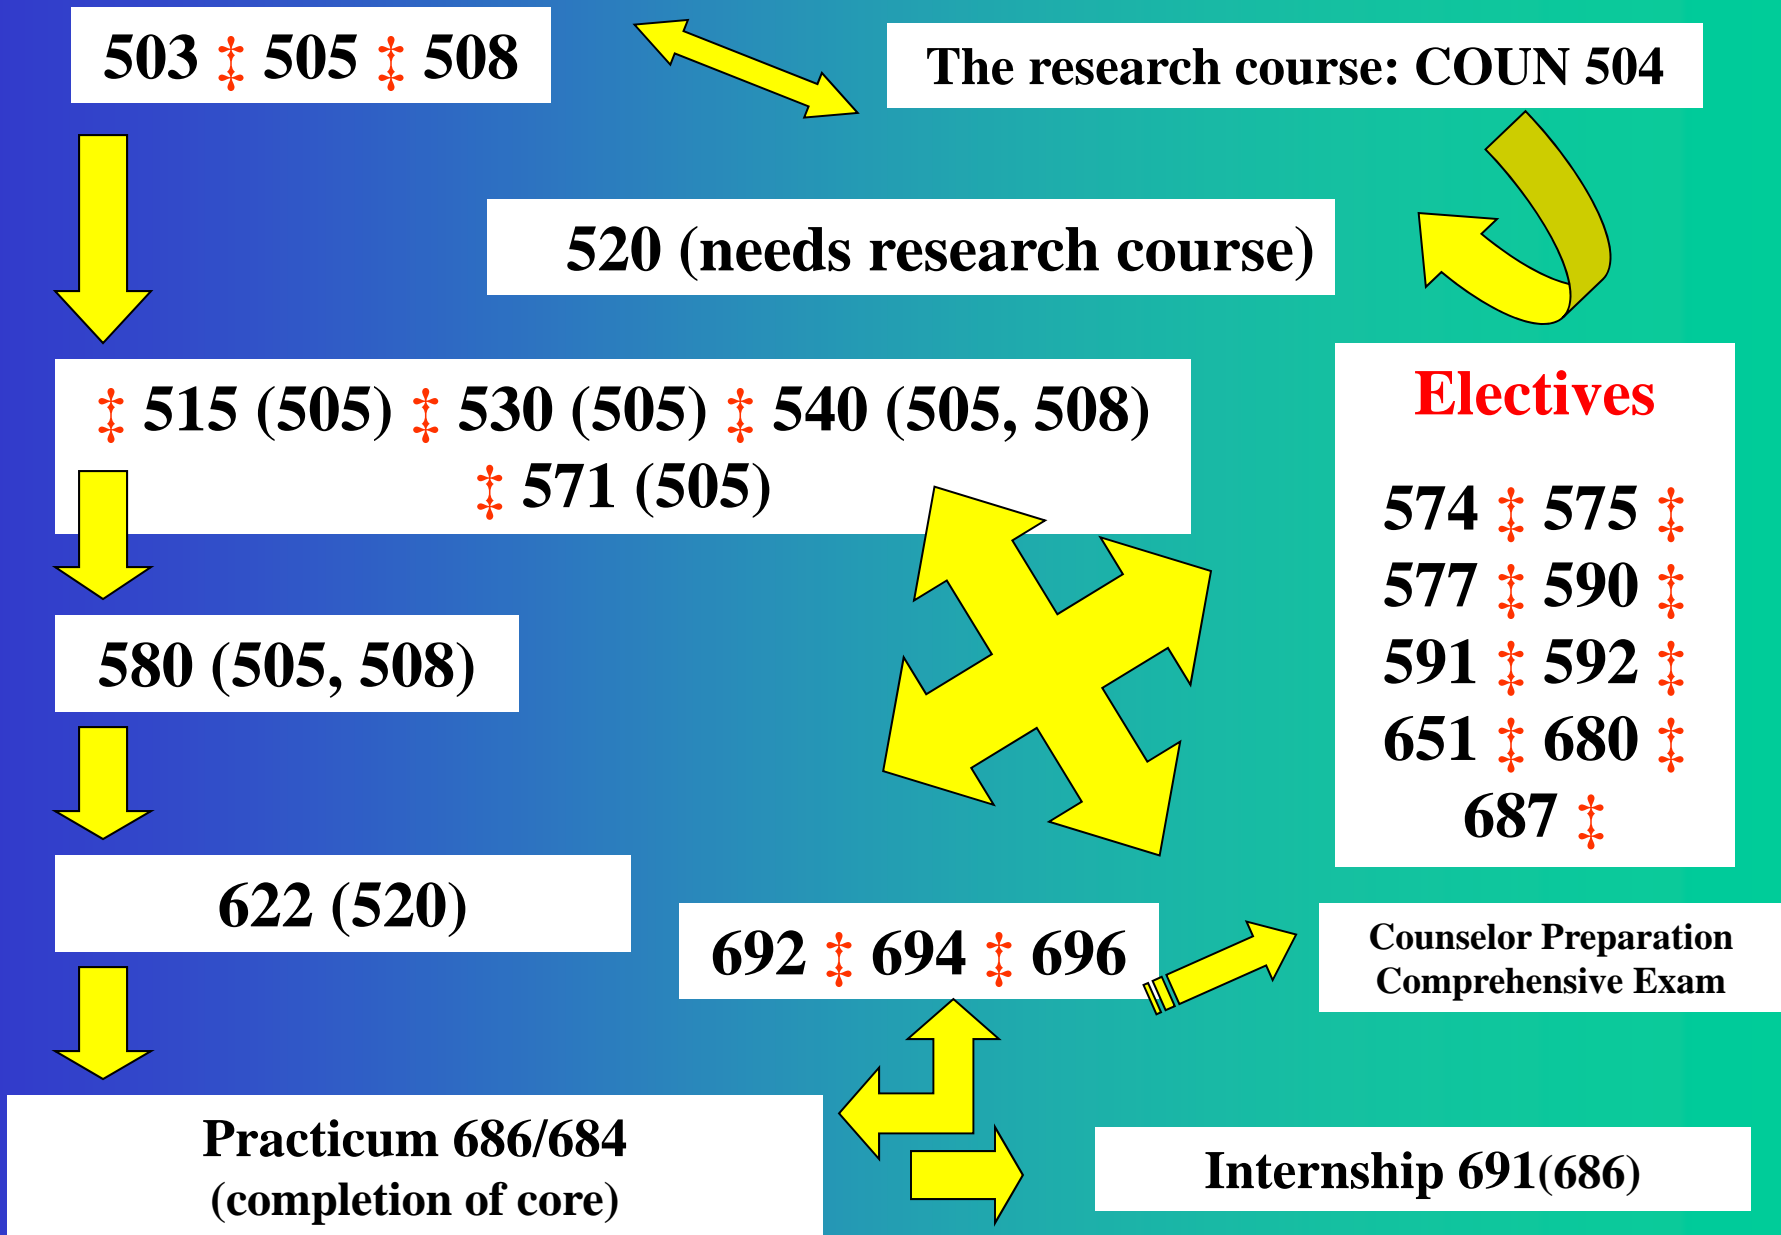 503 ‡ 505 ‡ 508
The research course: COUN 504
520 (needs research course)
‡ 515 (505) ‡ 530 (505) ‡ 540 (505, 508)
‡ 571 (505)
Electives
574 ‡ 575 ‡
577 ‡ 590 ‡
591 ‡ 592 ‡
651 ‡ 680 ‡
687 ‡
580 (505, 508)
622 (520)
692 ‡ 694 ‡ 696
Counselor Preparation
Comprehensive Exam
Practicum 686/684
(completion of core)
Internship 691(686)